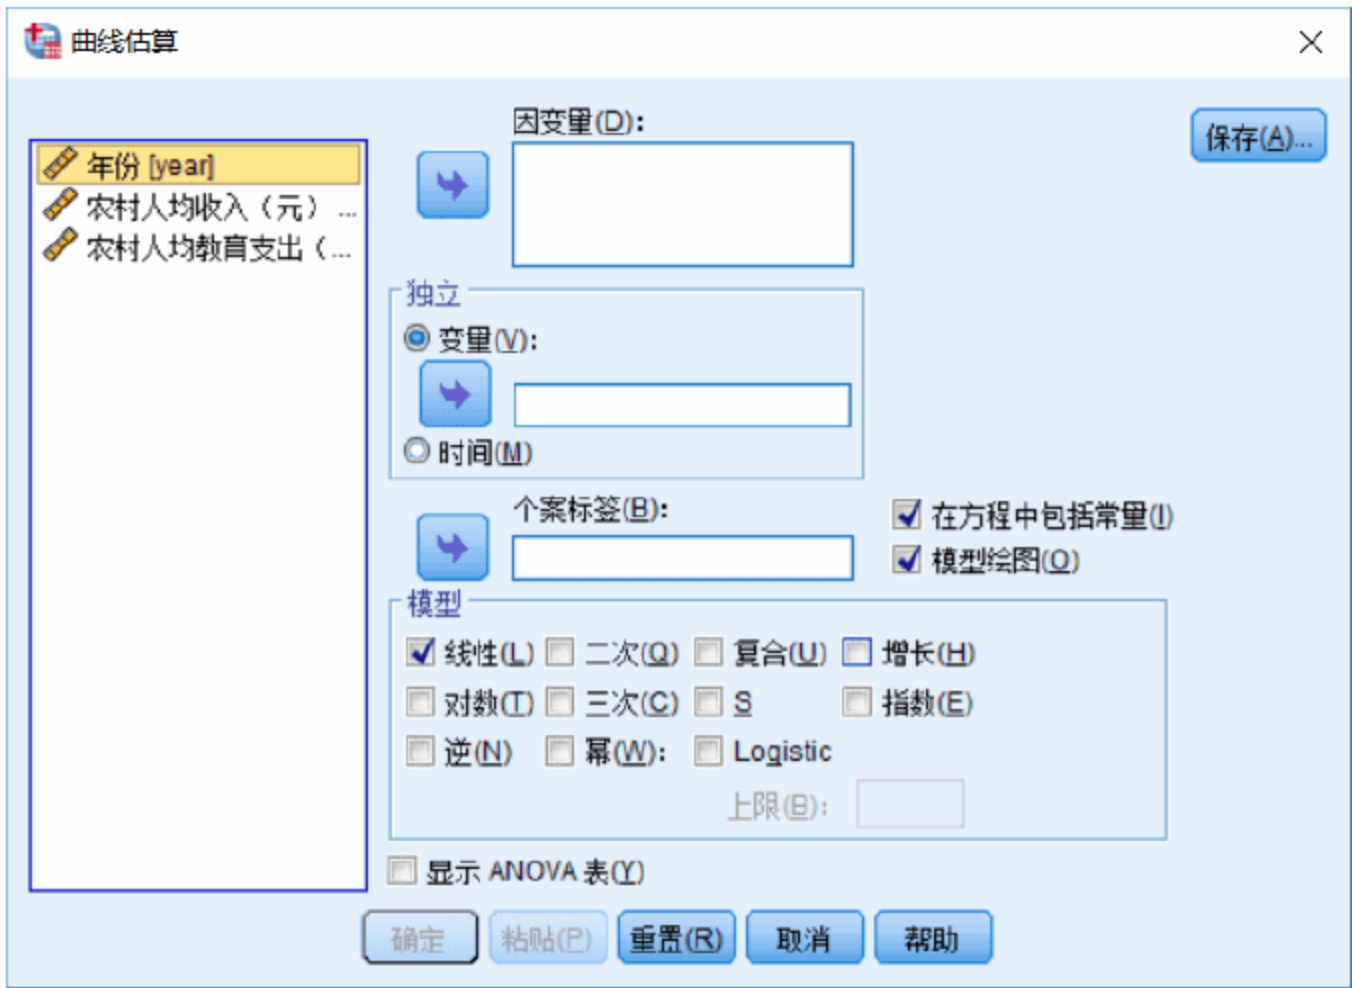 曲线估算
因变量(D):
保存(A)...
年份 [year]
农村人均收入（元） ...
农村人均教育支出（...
独立
变量(V):
时间(M)
个案标签(B):
在方程中包括常量(I)
模型绘图(O)
模型
线性(L) 二次(Q) 复合(U) 增长(H)
对数(T) 三次(C) S 指数(E)
逆(N) 幂(W): Logistic
上限(B):
显示 ANOVA 表(Y)
确定 粘贴(P) 重置(R) 取消 帮助